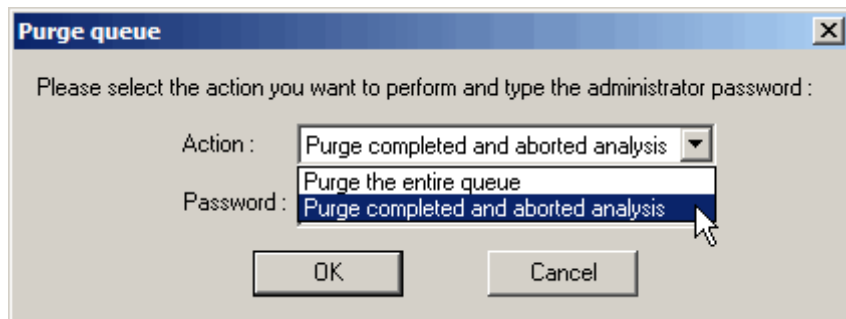 Purge queue
Please select the action you want to perform and type the administrator password :
Action : Purge completed and aborted analysis
Purge the entire queue
Password : Purge completed and aborted analysis
OK Cancel